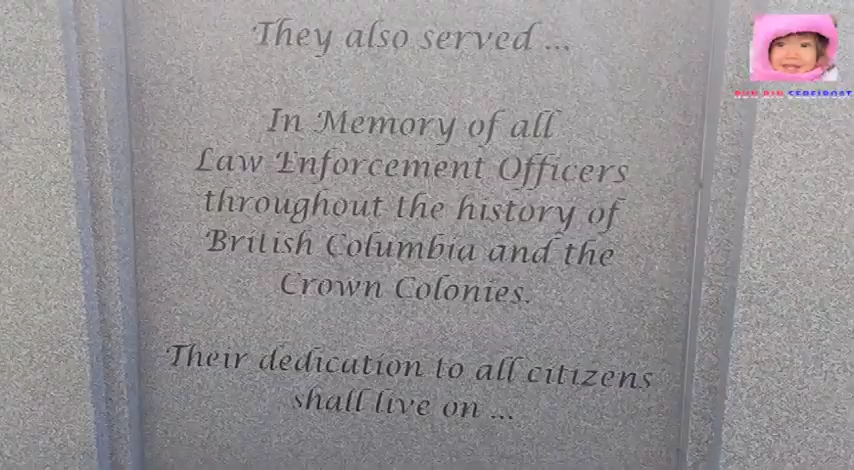 They also served ...
In Memory of all
Law Enforcement Officers
throughout the history of
British Columbia and the
Crown Colonies.
Their dedication to all citizens
shall live on ...